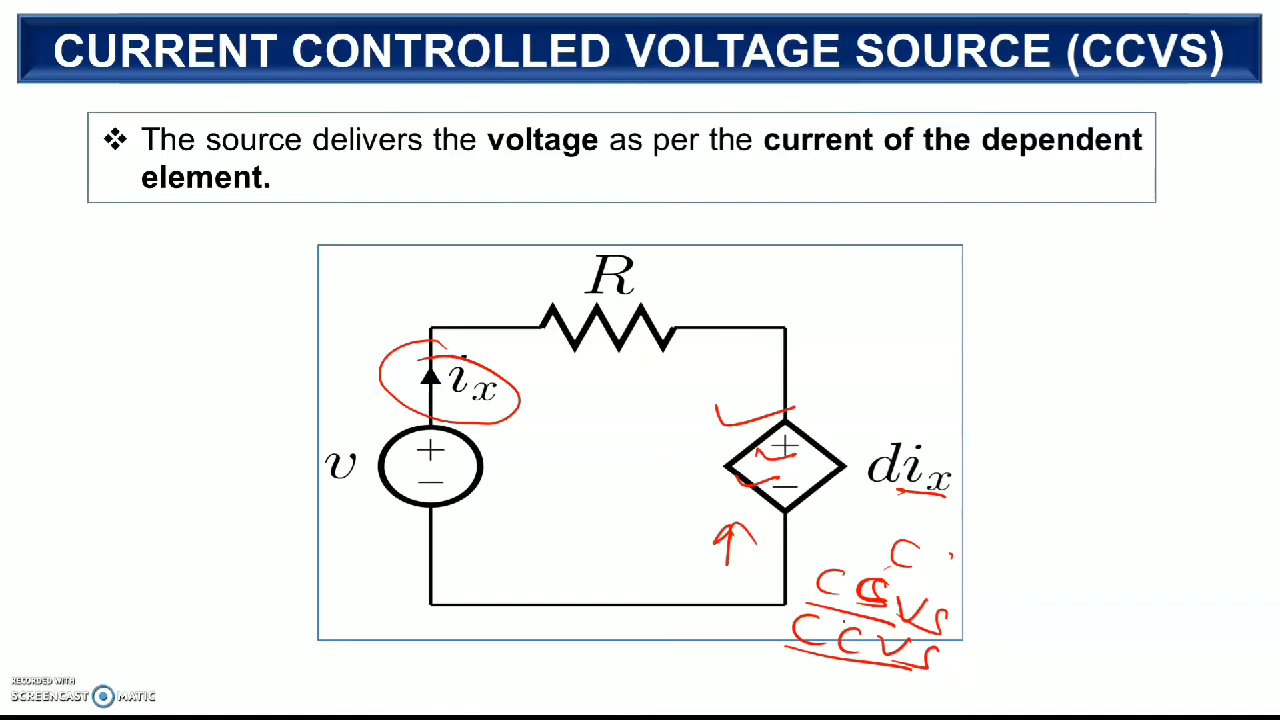 CURRENT CONTROLLED VOLTAGE SOURCE (CCVS)
❖ The source delivers the voltage as per the current of the dependent
element.
R
iₓ
v
+
−
+
−
diₓ
C
CCVS
CCVS
RECORDED WITH
SCREENCAST MATIC